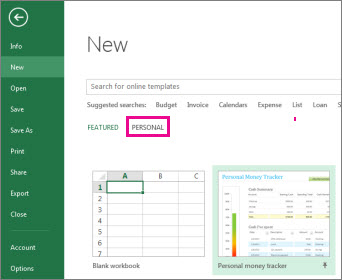 New
Info
New
Open
Save
Save As
Print
Share
Export
Close
Account
Options
Search for online templates
Suggested searches: Budget Invoice Calendars Expense List Loan
FEATURED PERSONAL
A B C
1
2
3
4
5
6
7
Blank workbook
Personal Money Tracker
Cash Summary
Personal money tracker